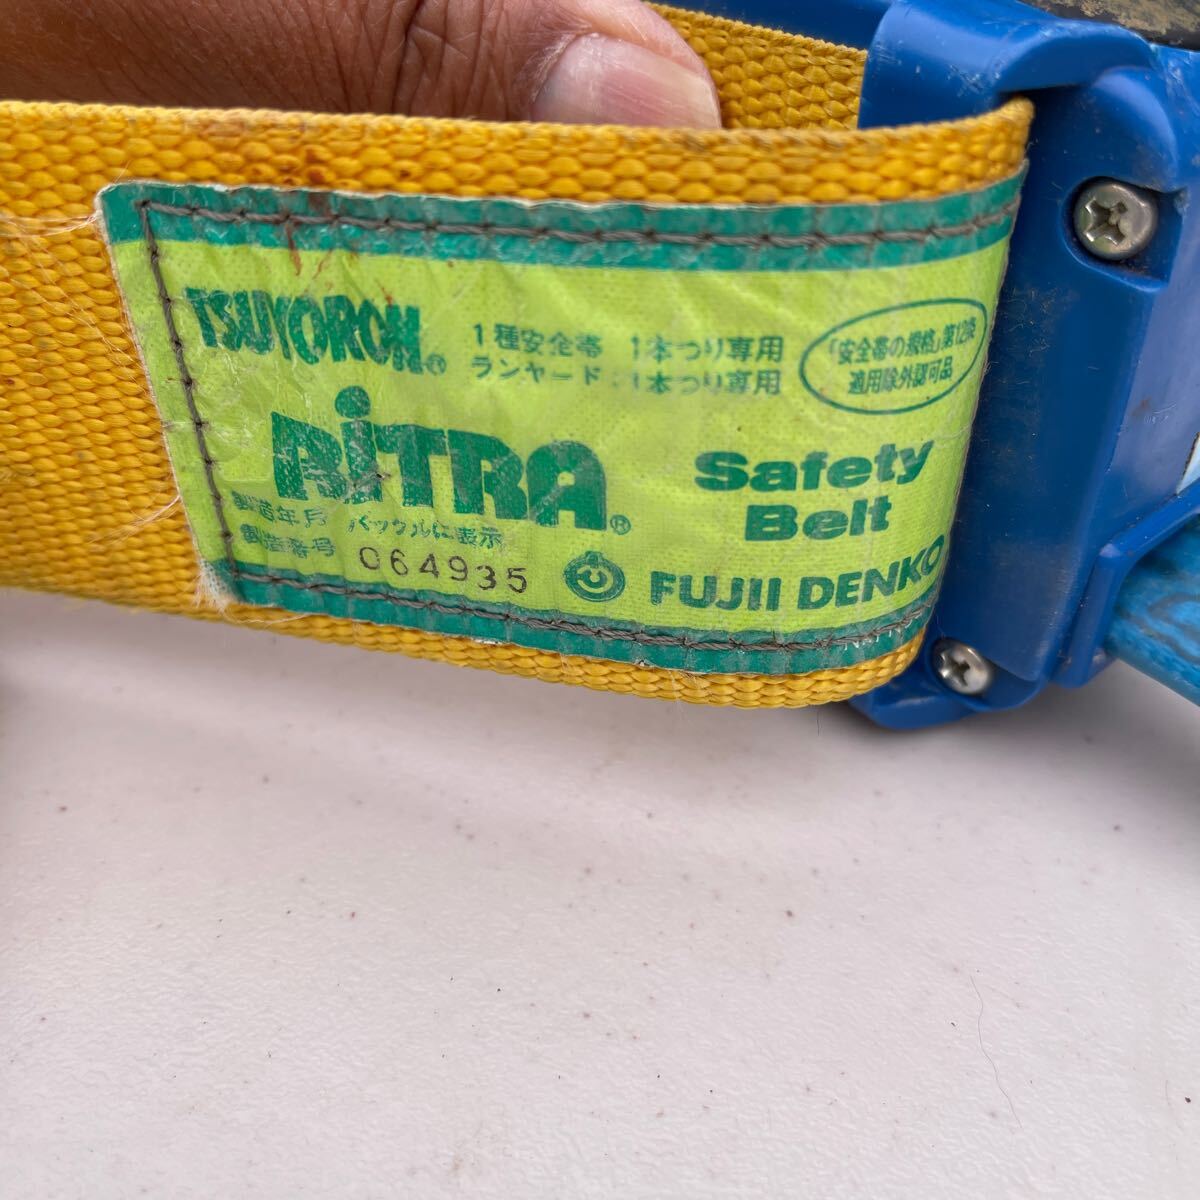 TSUYORON®
1種安全帯 1本つり専用
ランヤード:1本つり専用
「安全帯の規格」第12条
適用除外認可品
RiTRA®
Safety
Belt
製造年月 バックルに表示
製造番号 064935
FUJII DENKO